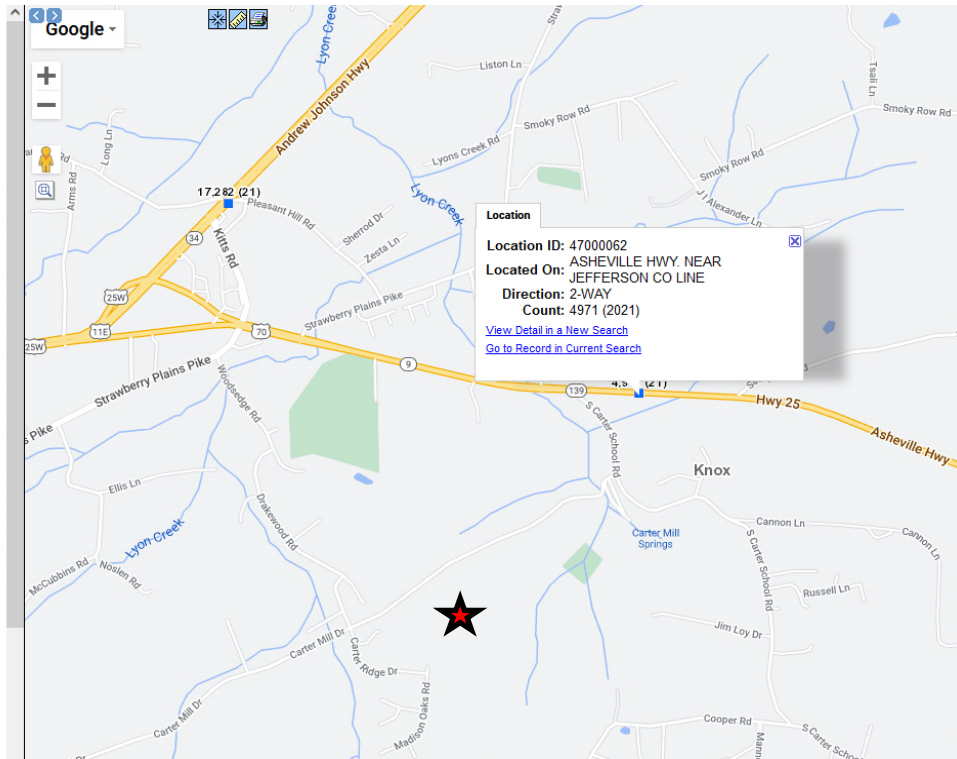 Google
Lyon Creek
Andrew Johnson Hwy
Liston Ln
Tsali Ln
Smoky Row Rd
Smoky Row Rd
Lyons Creek Rd
Long Ln
Arms Rd
17,282 (21)
Pleasant Hill Rd
Sherrod Dr
Zesta Ln
Lyon Creek
J I Alexander Ln
Kitts Rd
34
25W
11E
25W
70
Strawberry Plains Pike
9
139
Location
Location ID: 47000062
Located On: ASHEVILLE HWY. NEAR
JEFFERSON CO LINE
Direction: 2-WAY
Count: 4971 (2021)
View Detail in a New Search
Go to Record in Current Search
(21)
Hwy 25
Asheville Hwy
Strawberry Plains Pike
s Pike
Woodsedge Rd
S Carter School Rd
Knox
Ellis Ln
Drakewood Rd
Lyon Creek
McCubbins Rd
Noslen Rd
Carter Mill
Springs
Cannon Ln
Cannon Ln
S Carter School Rd
Russell Ln
Jim Loy Dr
Carter Mill Dr
Carter Ridge Dr
Madison Oaks Rd
Carter Mill Dr
Cooper Rd
S Carter School